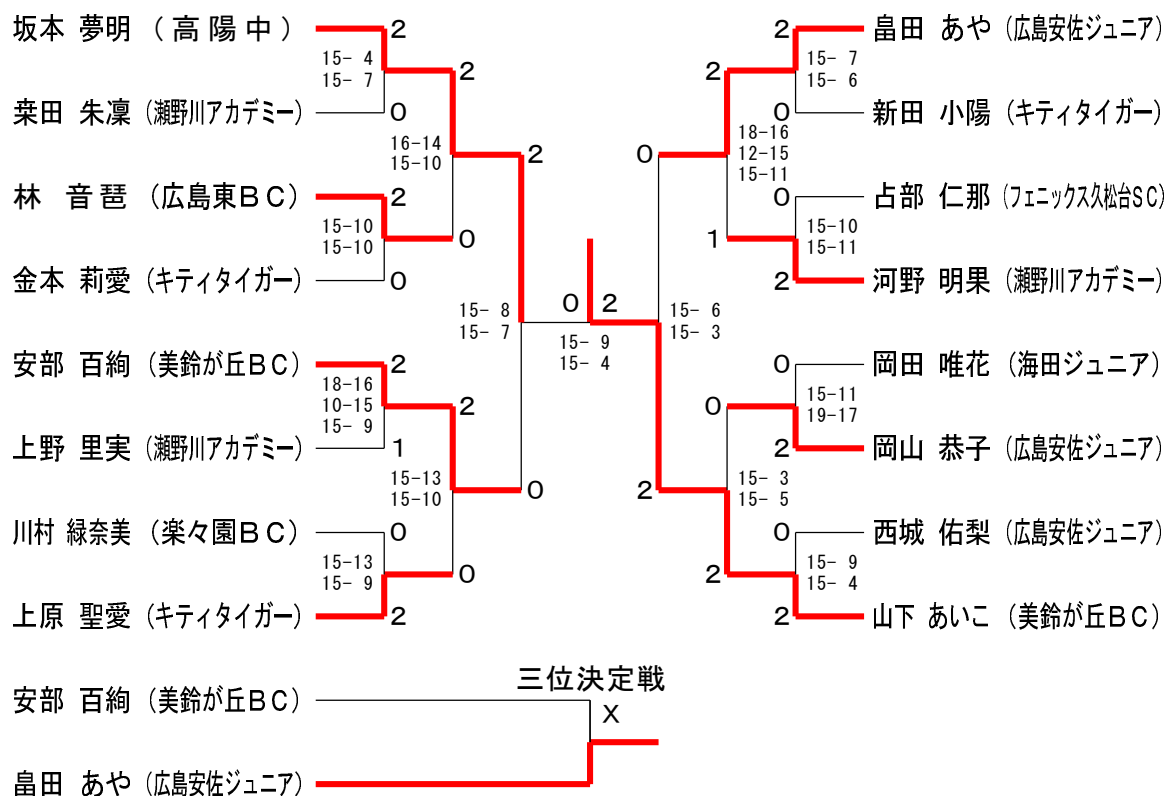 坂本 夢明 (高陽中) 2 2 畠田 あや (広島安佐ジュニア)
15- 4 15- 7
15- 7 2 2 15- 6
桒田 朱凜 (瀬野川アカデミー) 0 0 新田 小陽 (キティタイガー)
16-14 18-16
15-10 2 0 12-15
15-11
林 音琶 (広島東BC) 2 0 占部 仁那 (フェニックス久松台SC)
15-10 15-10
15-10 0 1 15-11
金本 莉愛 (キティタイガー) 0 2 河野 明果 (瀬野川アカデミー)
15- 8 0 2 15- 6
15- 7 15- 3
15- 9
15- 4
安部 百絢 (美鈴が丘BC) 2 0 岡田 唯花 (海田ジュニア)
18-16 15-11
10-15 2 0 19-17
15- 9
上野 里実 (瀬野川アカデミー) 1 2 岡山 恭子 (広島安佐ジュニア)
15-13 15- 3
15-10 0 2 15- 5
川村 緑奈美 (楽々園BC) 0 0 西城 佑梨 (広島安佐ジュニア)
15-13 15- 9
15- 9 0 2 15- 4
上原 聖愛 (キティタイガー) 2 2 山下 あいこ (美鈴が丘BC)
三位決定戦
安部 百絢 (美鈴が丘BC) X
畠田 あや (広島安佐ジュニア)